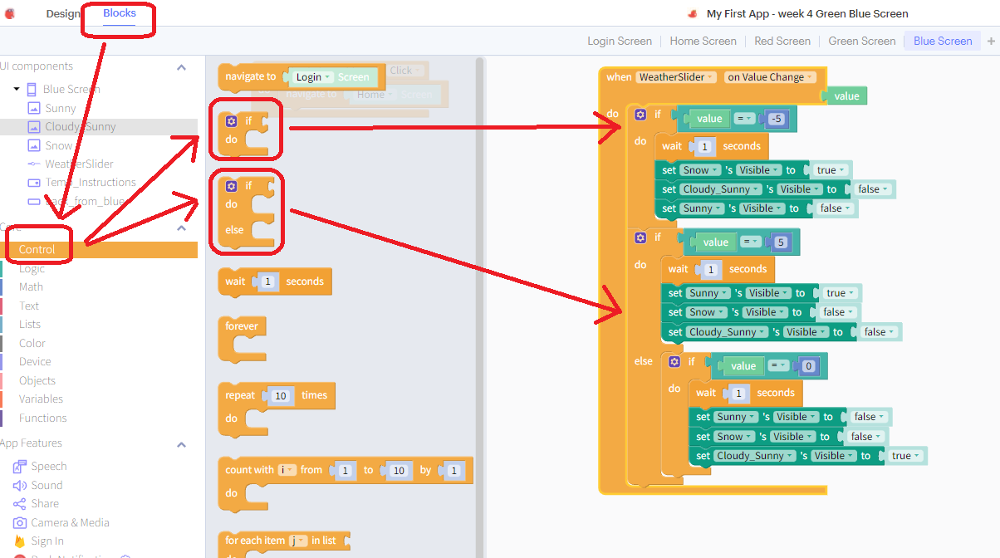 Design
Blocks
My First App - week 4 Green Blue Screen
Login Screen
Home Screen
Red Screen
Green Screen
Blue Screen
UI components
Blue Screen
Sunny
Cloudy_Sunny
Snow
WeatherSlider
Temp_Instructions
back_from_blue
Core
Control
Logic
Math
Text
Lists
Color
Device
Objects
Variables
Functions
App Features
Speech
Sound
Share
Camera & Media
Sign In
Click
navigate to Login Screen
navigate to Home Screen
if
do
if
do
else
wait 1 seconds
forever
repeat 10 times
do
count with i from 1 to 10 by 1
do
for each item j in list
do
when WeatherSlider on Value Change
value
do
if value = -5
do
wait 1 seconds
set Snow 's Visible to true
set Cloudy_Sunny 's Visible to false
set Sunny 's Visible to false
if value = 5
do
wait 1 seconds
set Sunny 's Visible to true
set Snow 's Visible to false
set Cloudy_Sunny 's Visible to false
else
if value = 0
do
wait 1 seconds
set Sunny 's Visible to false
set Snow 's Visible to false
set Cloudy_Sunny 's Visible to true